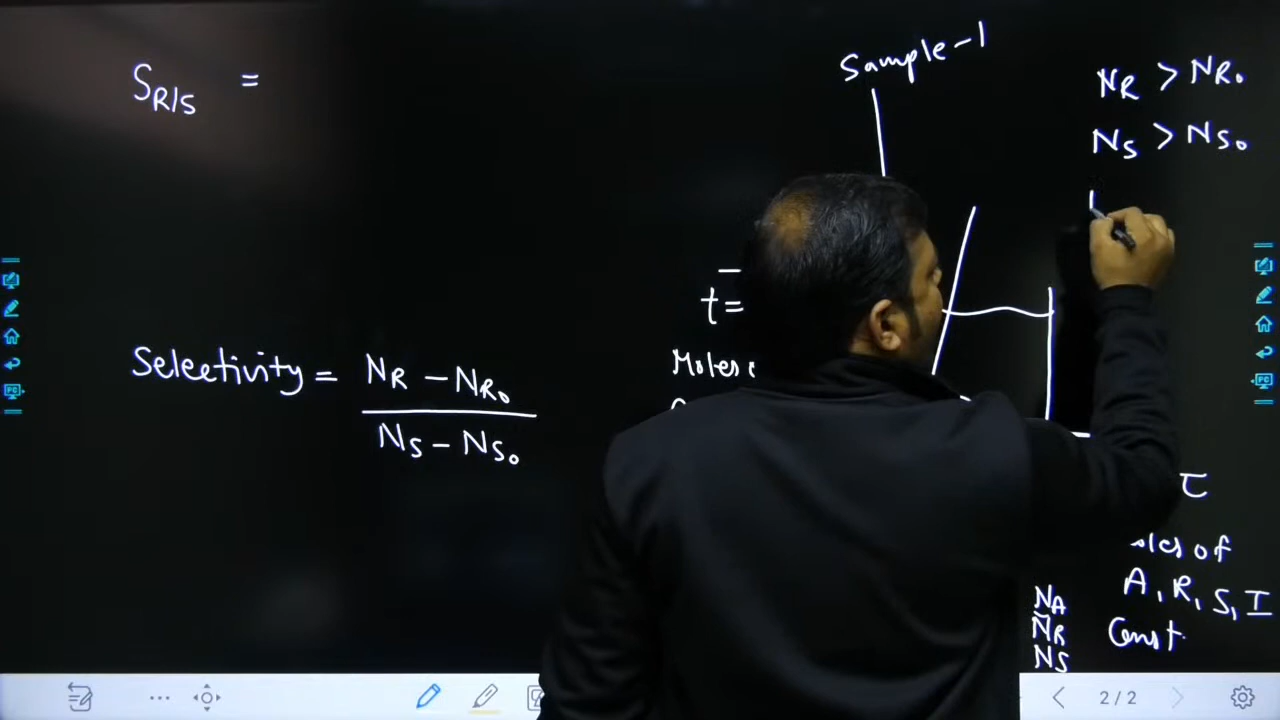 S_R/S =
Sample-1
N_R > N_R₀
N_S > N_S₀
t=
Selectivity = N_R − N_R₀
N_S − N_S₀
Moles
τ
of
A, R, S, I
Const.
N_A
N_R
N_S
2/2